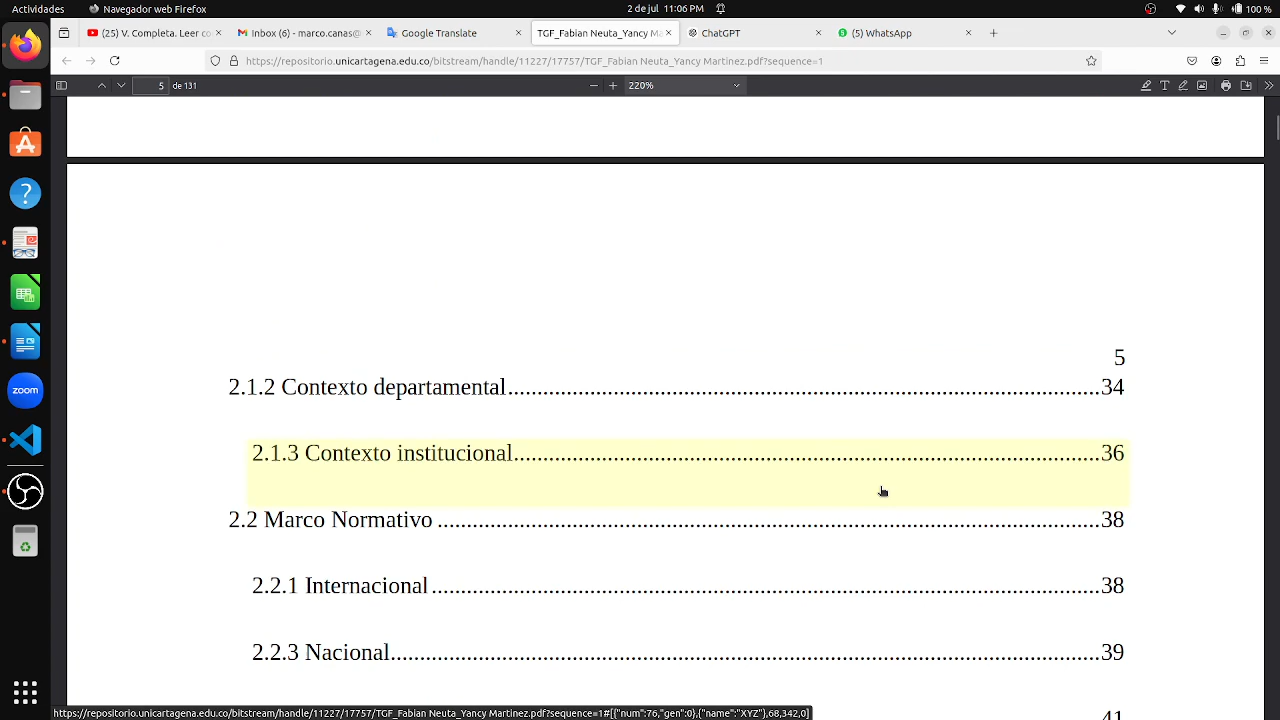 Actividades Navegador web Firefox 2 de jul 11:06 PM 100 %
(25) V. Completa. Leer co Inbox (6) - marco.canas@ Google Translate TGF_Fabian Neuta_Yancy Ma ChatGPT (5) WhatsApp
https://repositorio.unicartagena.edu.co/bitstream/handle/11227/17757/TGF_Fabian Neuta_Yancy Martinez.pdf?sequence=1
5 de 131 220%
5
2.1.2 Contexto departamental 34
2.1.3 Contexto institucional 36
2.2 Marco Normativo 38
2.2.1 Internacional 38
2.2.3 Nacional 39
41
zoom
https://repositorio.unicartagena.edu.co/bitstream/handle/11227/17757/TGF_Fabian Neuta_Yancy Martinez.pdf?sequence=1#[{"num":76,"gen":0},{"name":"XYZ"},68,342,0]